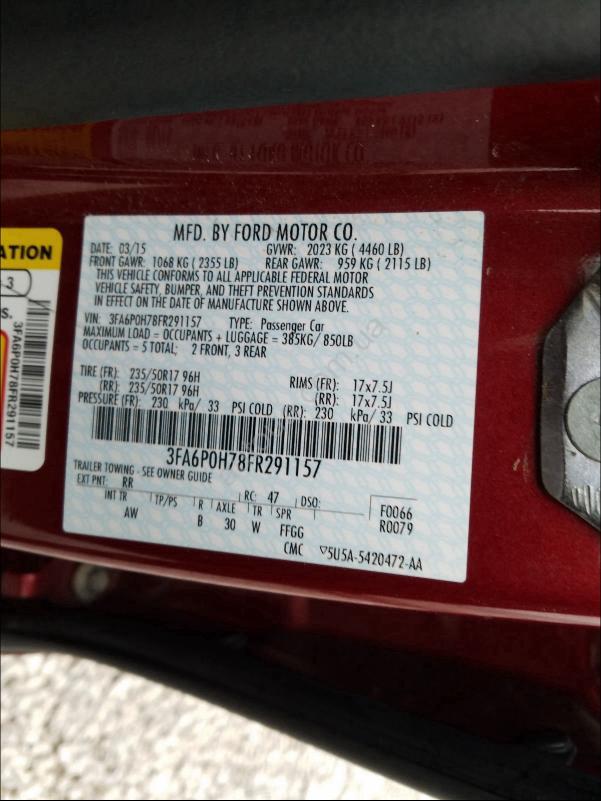 MFD. BY FORD MOTOR CO.
DATE: 03/15 GVWR: 2023 KG ( 4460 LB)
FRONT GAWR: 1068 KG ( 2355 LB) REAR GAWR: 959 KG ( 2115 LB)
THIS VEHICLE CONFORMS TO ALL APPLICABLE FEDERAL MOTOR
VEHICLE SAFETY, BUMPER, AND THEFT PREVENTION STANDARDS
IN EFFECT ON THE DATE OF MANUFACTURE SHOWN ABOVE.
VIN: 3FA6P0H78FR291157 TYPE: Passenger Car
MAXIMUM LOAD = OCCUPANTS + LUGGAGE = 385KG/ 850LB
OCCUPANTS = 5 TOTAL; 2 FRONT, 3 REAR
TIRE (FR): 235/50R17 96H RIMS (FR): 17x7.5J
(RR): 235/50R17 96H (RR): 17x7.5J
PRESSURE (FR): 230 kPa/ 33 PSI COLD (RR): 230 kPa/ 33 PSI COLD
3FA6P0H78FR291157
TRAILER TOWING - SEE OWNER GUIDE
EXT PNT: RR RC: 47 DSO: F0066
INT TR TP/PS R AXLE TR SPR R0079
AW B 30 W FFGG
CMC 5U5A-5420472-AA
ATION
3
S.
3FA6P0H78FR291157